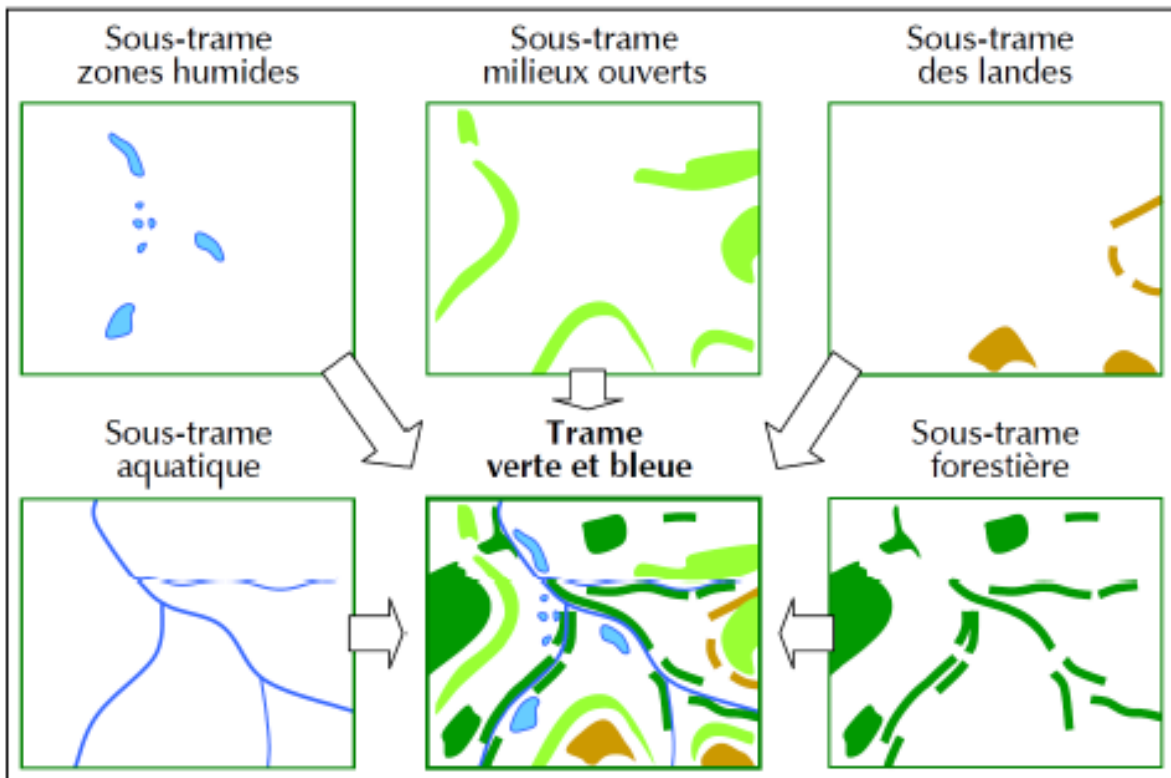 Sous-trame
zones humides
Sous-trame
milieux ouverts
Sous-trame
des landes
Sous-trame
aquatique
Trame
verte et bleue
Sous-trame
forestière